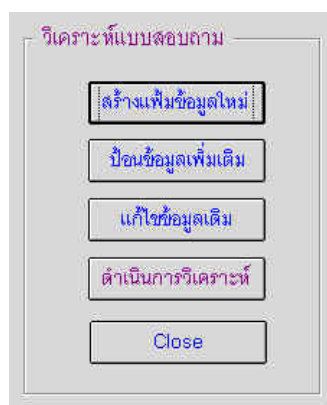 วิเคราะห์แบบสอบถาม
สร้างแฟ้มข้อมูลใหม่
ป้อนข้อมูลเพิ่มเติม
แก้ไขข้อมูลเดิม
ดำเนินการวิเคราะห์
Close